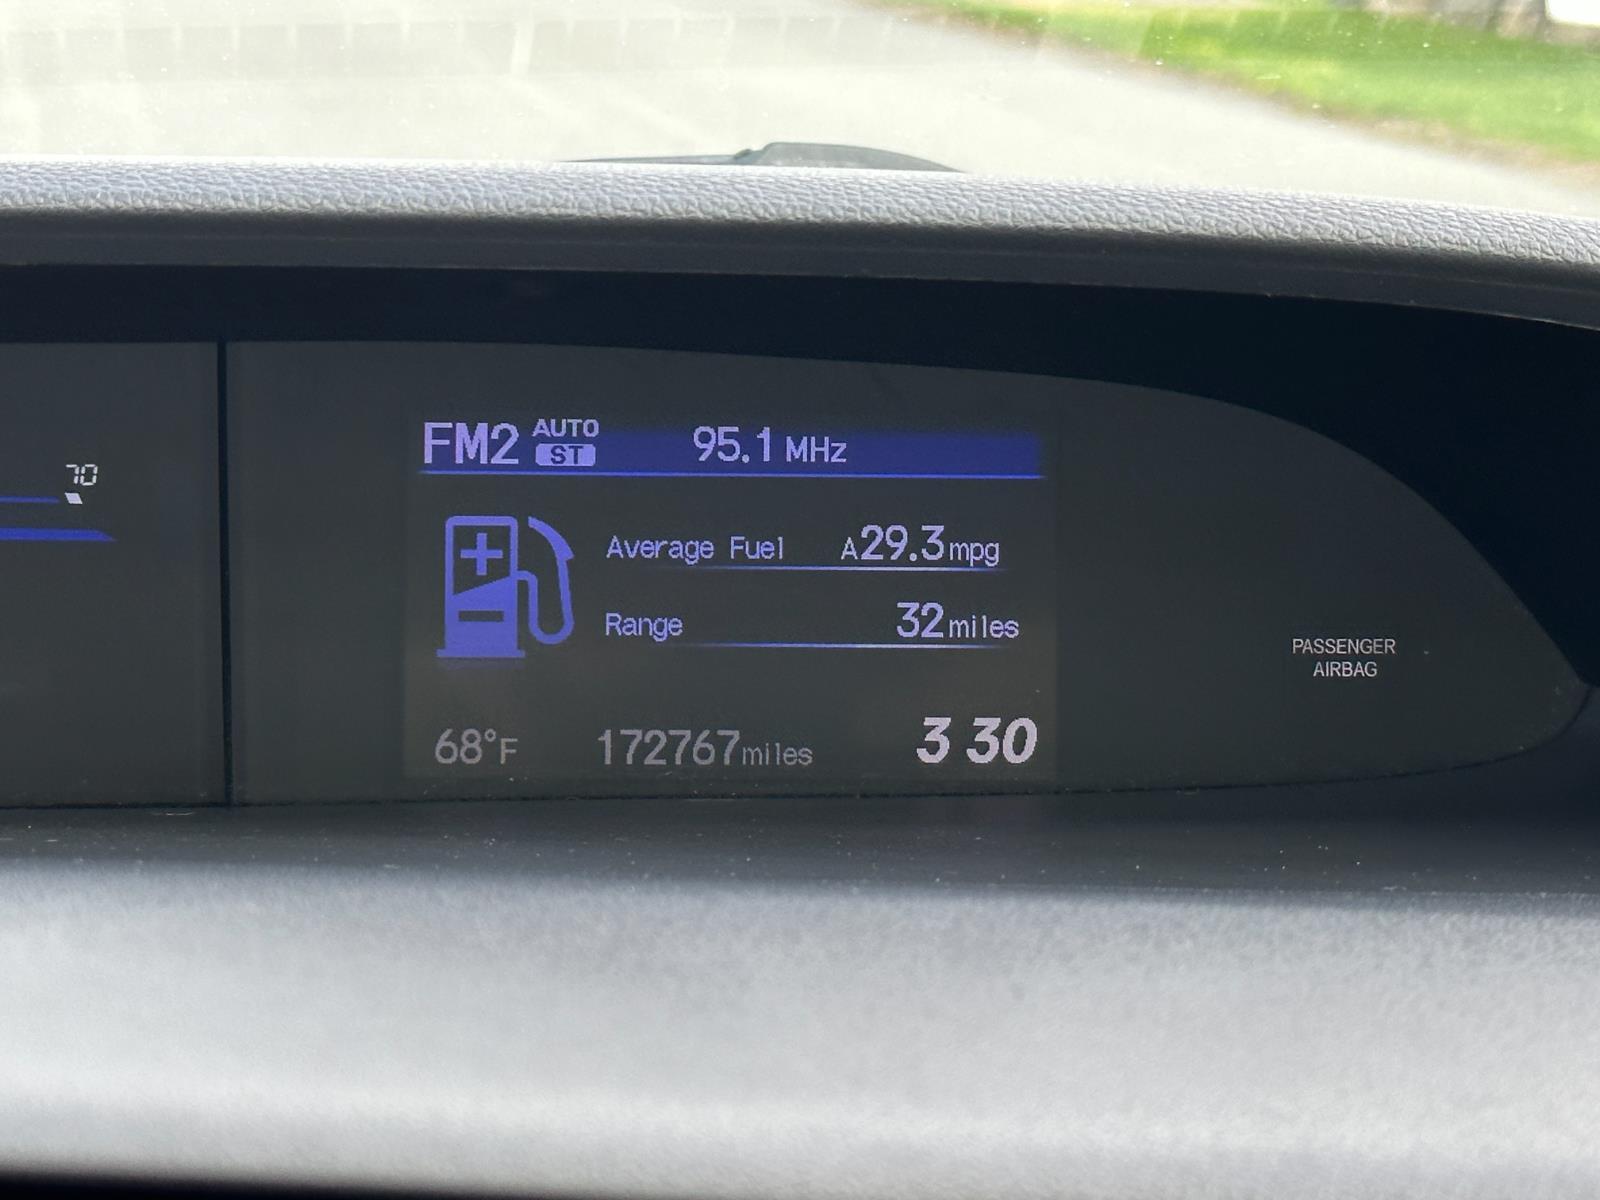 70
FM2 AUTO ST 95.1 MHz
Average Fuel A29.3mpg
Range 32miles
PASSENGER
AIRBAG
68°F 172767miles 3 30